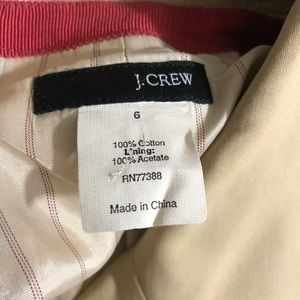 J.CREW
6
100% Cotton
Lining:
100% Acetate
RN77388
Made in China